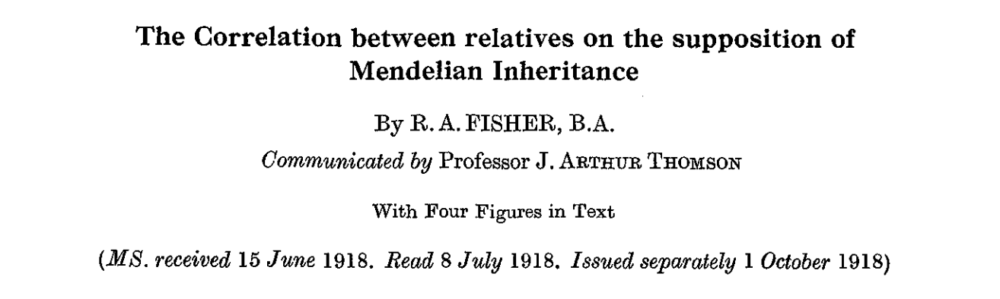 The Correlation between relatives on the supposition of
Mendelian Inheritance
By R. A. FISHER, B.A.
Communicated by Professor J. ARTHUR THOMSON
With Four Figures in Text
(MS. received 15 June 1918. Read 8 July 1918. Issued separately 1 October 1918)